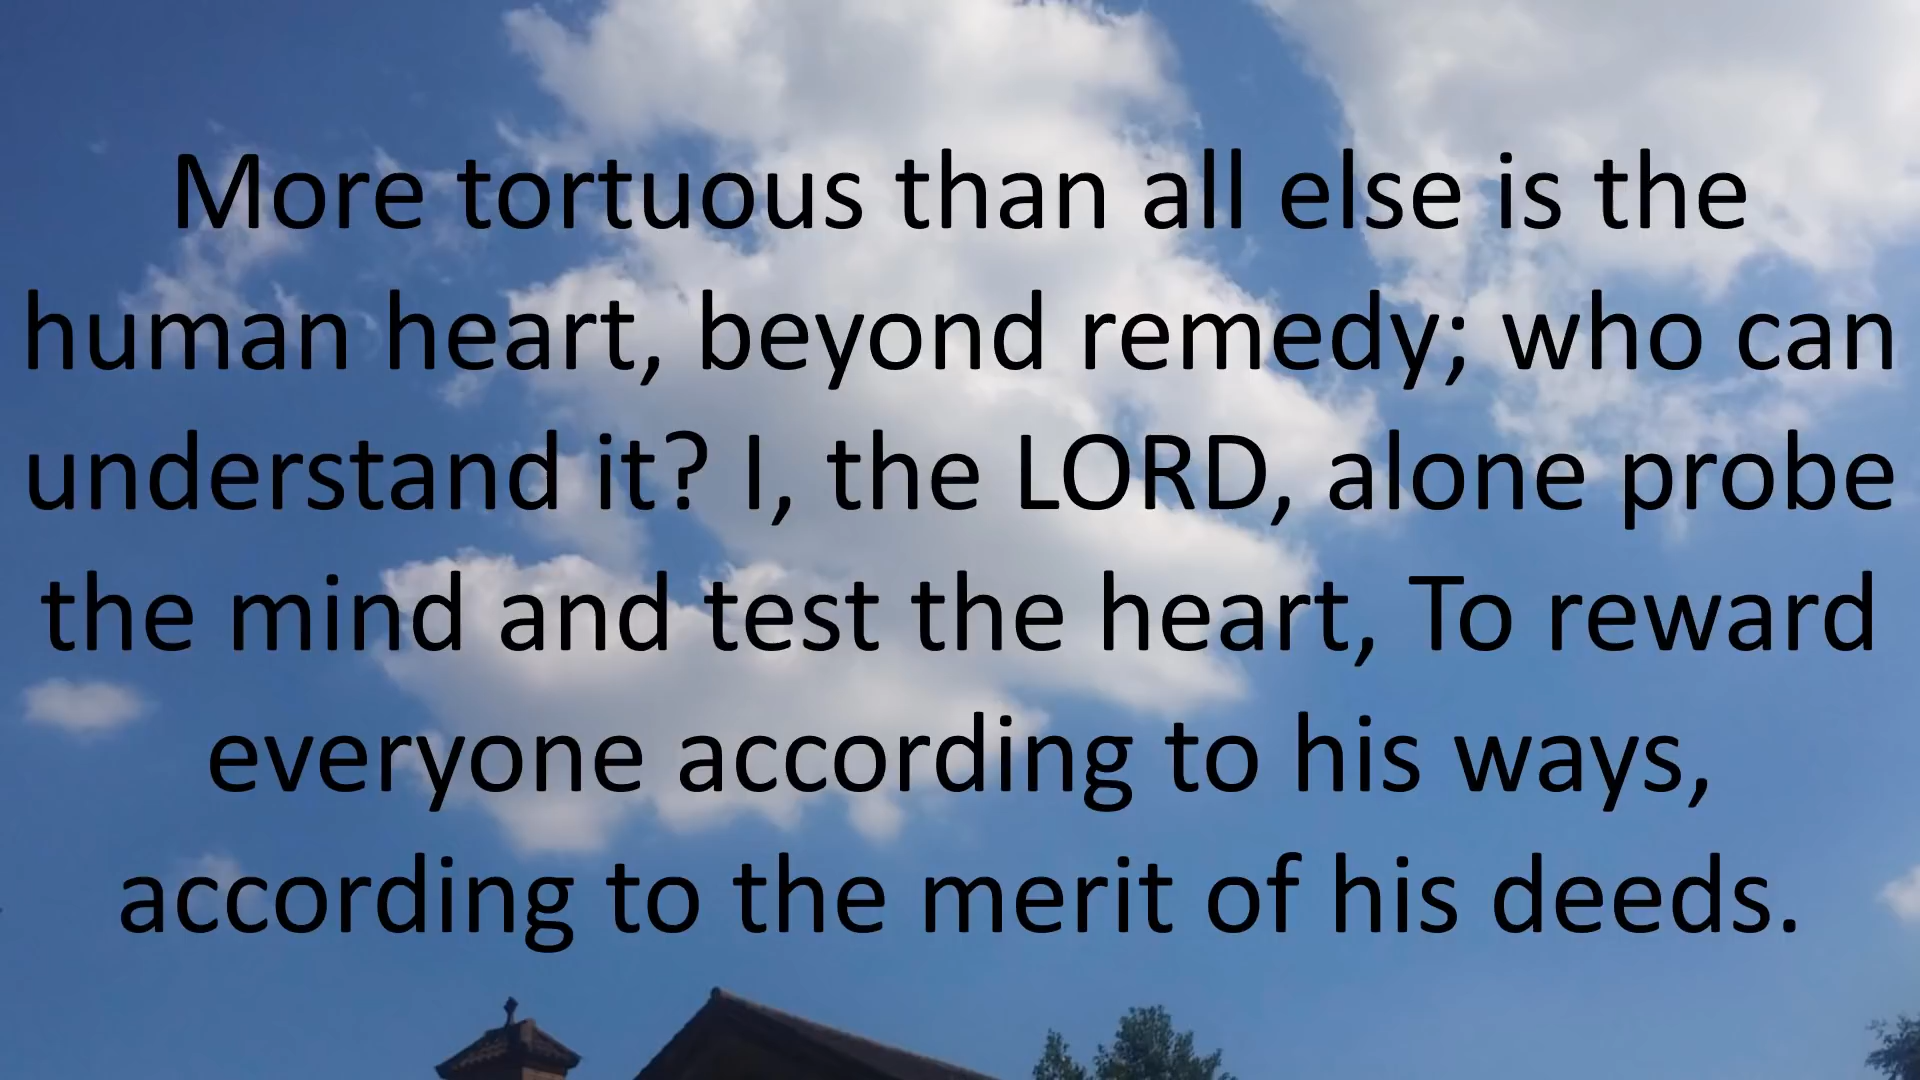 More tortuous than all else is the
human heart, beyond remedy; who can
understand it? I, the LORD, alone probe
the mind and test the heart, To reward
everyone according to his ways,
according to the merit of his deeds.